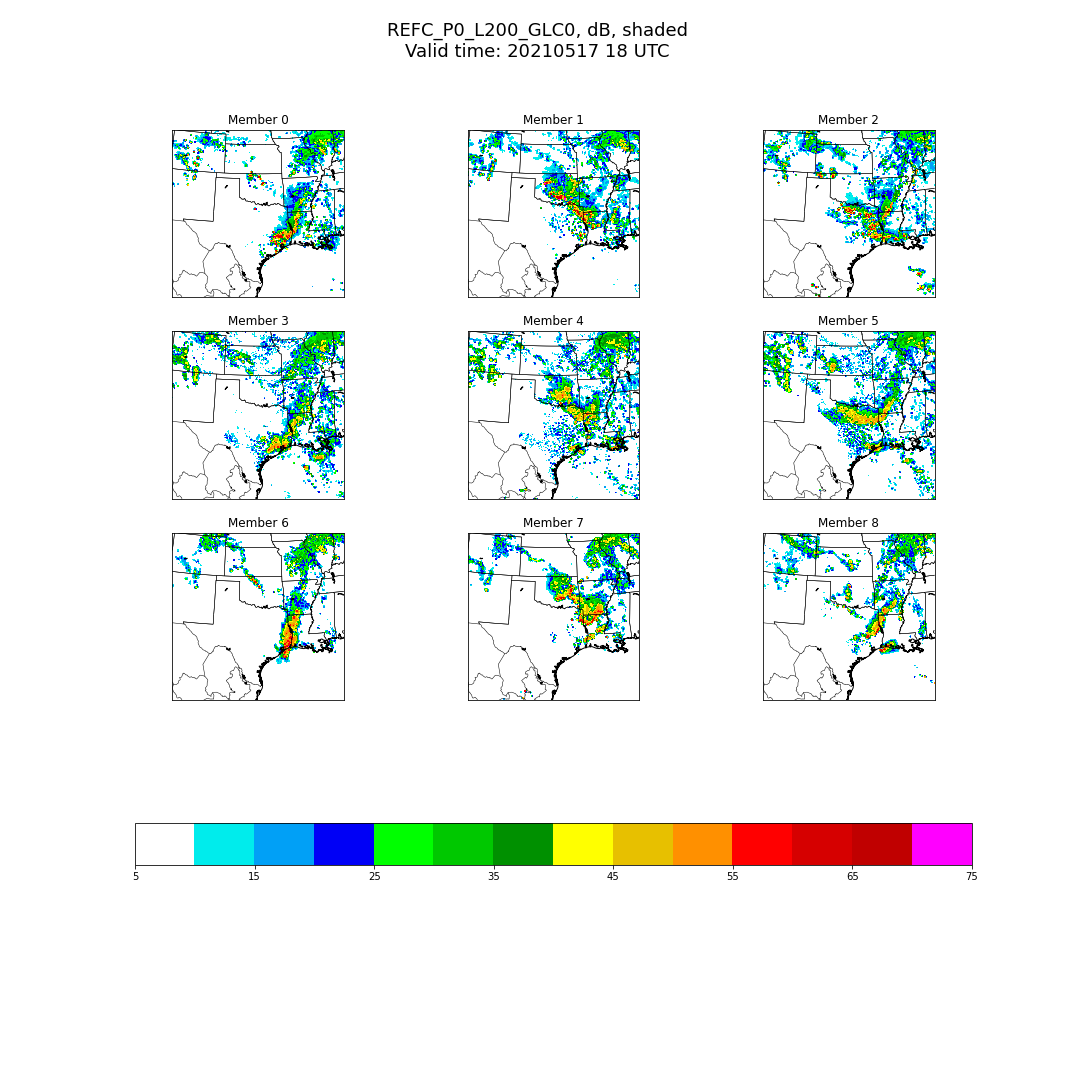 REFC_P0_L200_GLC0, dB, shaded
Valid time: 20210517 18 UTC
Member 0
Member 1
Member 2
Member 3
Member 4
Member 5
Member 6
Member 7
Member 8
5
15
25
35
45
55
65
75